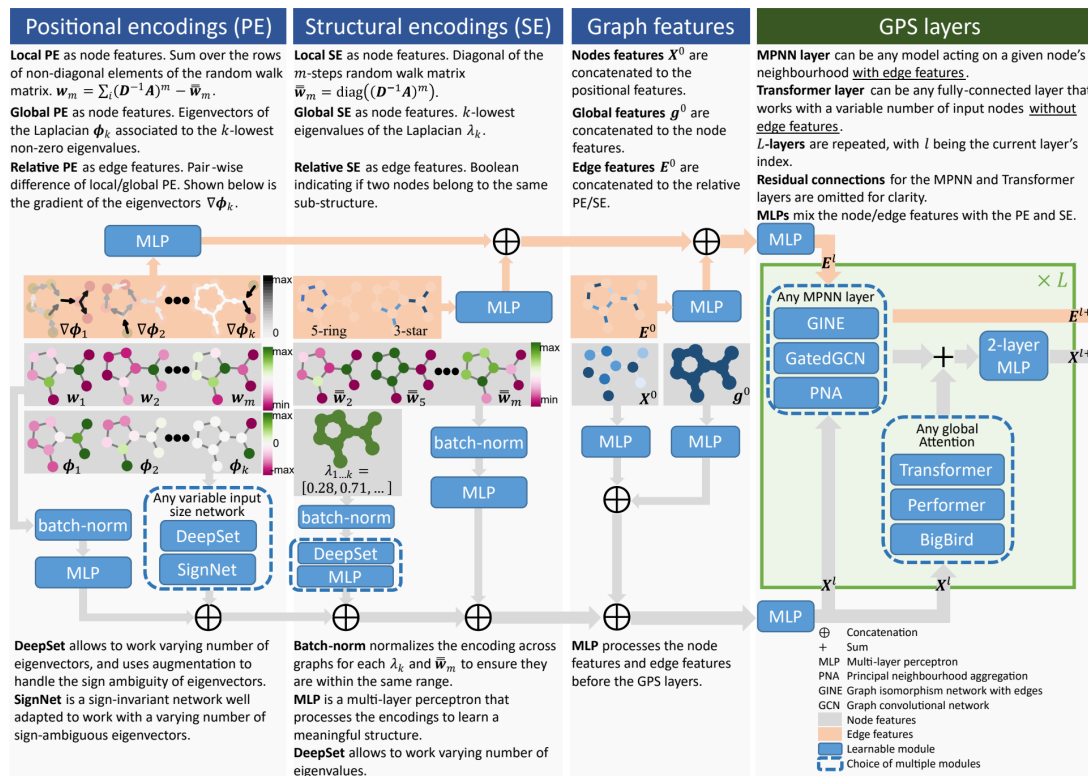 Positional encodings (PE)
Local PE as node features. Sum over the rows
of non-diagonal elements of the random walk
matrix. 𝒘ₘ = ∑ᵢ(𝑫⁻¹𝑨)ᵐ − w̿ₘ.
Global PE as node features. Eigenvectors of
the Laplacian 𝝓ₖ associated to the k-lowest
non-zero eigenvalues.
Relative PE as edge features. Pair-wise
difference of local/global PE. Shown below is
the gradient of the eigenvectors ∇𝝓ₖ.
MLP
max
0
∇𝝓₁ ∇𝝓₂ ∇𝝓ₖ
max
min
𝒘₁ 𝒘₂ 𝒘ₘ
max
0
-max
𝝓₁ 𝝓₂ 𝝓ₖ
Any variable input
size network
DeepSet
SignNet
batch-norm
MLP
DeepSet allows to work varying number of
eigenvectors, and uses augmentation to
handle the sign ambiguity of eigenvectors.
SignNet is a sign-invariant network well
adapted to work with a varying number of
sign-ambiguous eigenvectors.
Structural encodings (SE)
Local SE as node features. Diagonal of the
m-steps random walk matrix
w̿ₘ = diag((𝑫⁻¹𝑨)ᵐ).
Global SE as node features. k-lowest
eigenvalues of the Laplacian λₖ.
Relative SE as edge features. Boolean
indicating if two nodes belong to the same
sub-structure.
5-ring 3-star
MLP
w̿₂ w̿₅ w̿ₘ
λ₁…ₖ =
[0.28, 0.71, … ]
batch-norm
DeepSet
MLP
batch-norm
MLP
Batch-norm normalizes the encoding across
graphs for each λₖ and w̿ₘ to ensure they
are within the same range.
MLP is a multi-layer perceptron that
processes the encodings to learn a
meaningful structure.
DeepSet allows to work varying number of
eigenvalues.
Graph features
Nodes features 𝑿⁰ are
concatenated to the
positional features.
Global features 𝒈⁰ are
concatenated to the node
features.
Edge features 𝑬⁰ are
concatenated to the relative
PE/SE.
𝑬⁰
MLP
𝑿⁰ 𝒈⁰
MLP MLP
MLP processes the node
features and edge features
before the GPS layers.
GPS layers
MPNN layer can be any model acting on a given node's
neighbourhood with edge features.
Transformer layer can be any fully-connected layer that
works with a variable number of input nodes without
edge features.
L-layers are repeated, with l being the current layer's
index.
Residual connections for the MPNN and Transformer
layers are omitted for clarity.
MLPs mix the node/edge features with the PE and SE.
MLP
𝑬ˡ
× L
Any MPNN layer
GINE
GatedGCN
PNA
𝑬ˡ⁺
2-layer
MLP
𝑿ˡ⁺
Any global
Attention
Transformer
Performer
BigBird
𝑿ˡ 𝑿ˡ
MLP
⊕ Concatenation
+ Sum
MLP Multi-layer perceptron
PNA Principal neighbourhood aggregation
GINE Graph isomorphism network with edges
GCN Graph convolutional network
Node features
Edge features
Learnable module
Choice of multiple modules